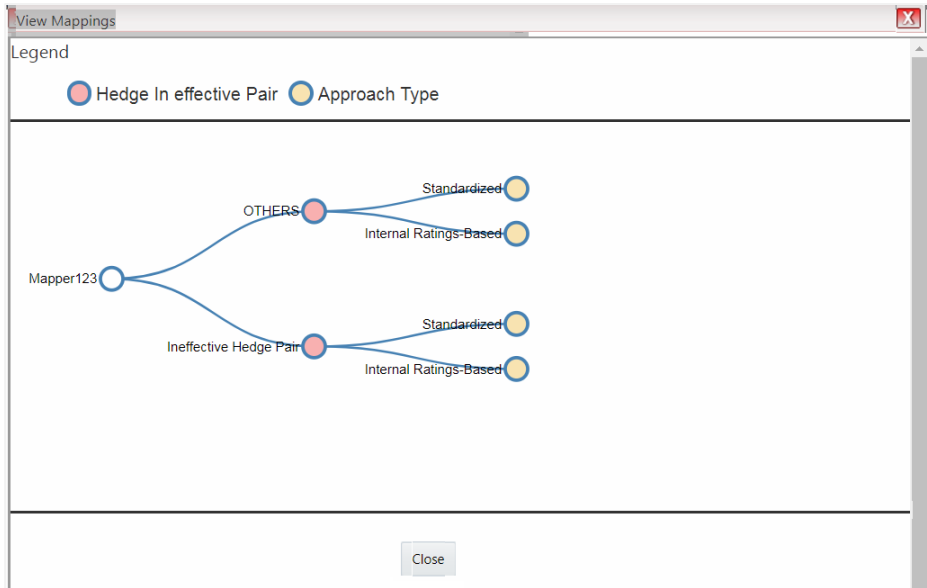 View Mappings
X
Legend
Hedge In effective Pair Approach Type
Standardized
OTHERS
Internal Ratings-Based
Mapper123
Standardized
Ineffective Hedge Pair
Internal Ratings-Based
Close